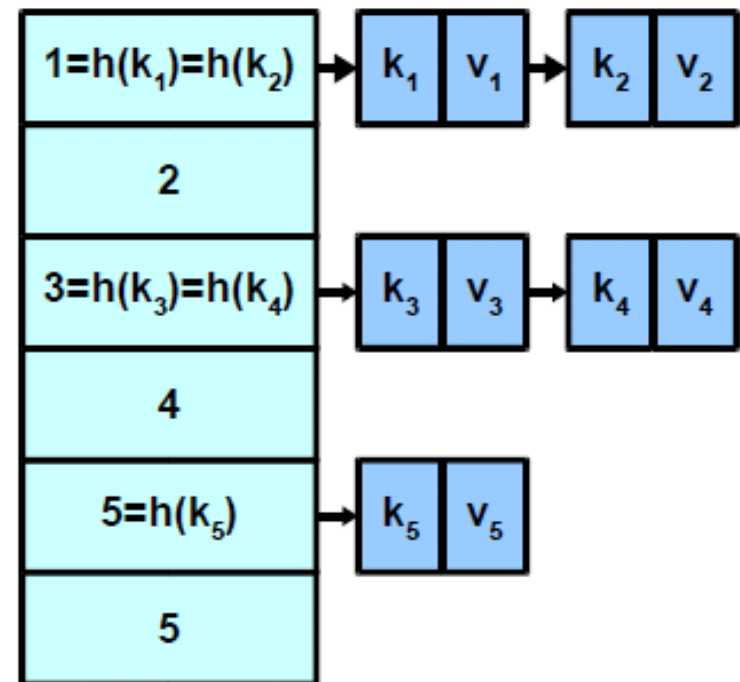 1=h(k₁)=h(k₂) k₁ v₁ k₂ v₂
2
3=h(k₃)=h(k₄) k₃ v₃ k₄ v₄
4
5=h(k₅) k₅ v₅
5